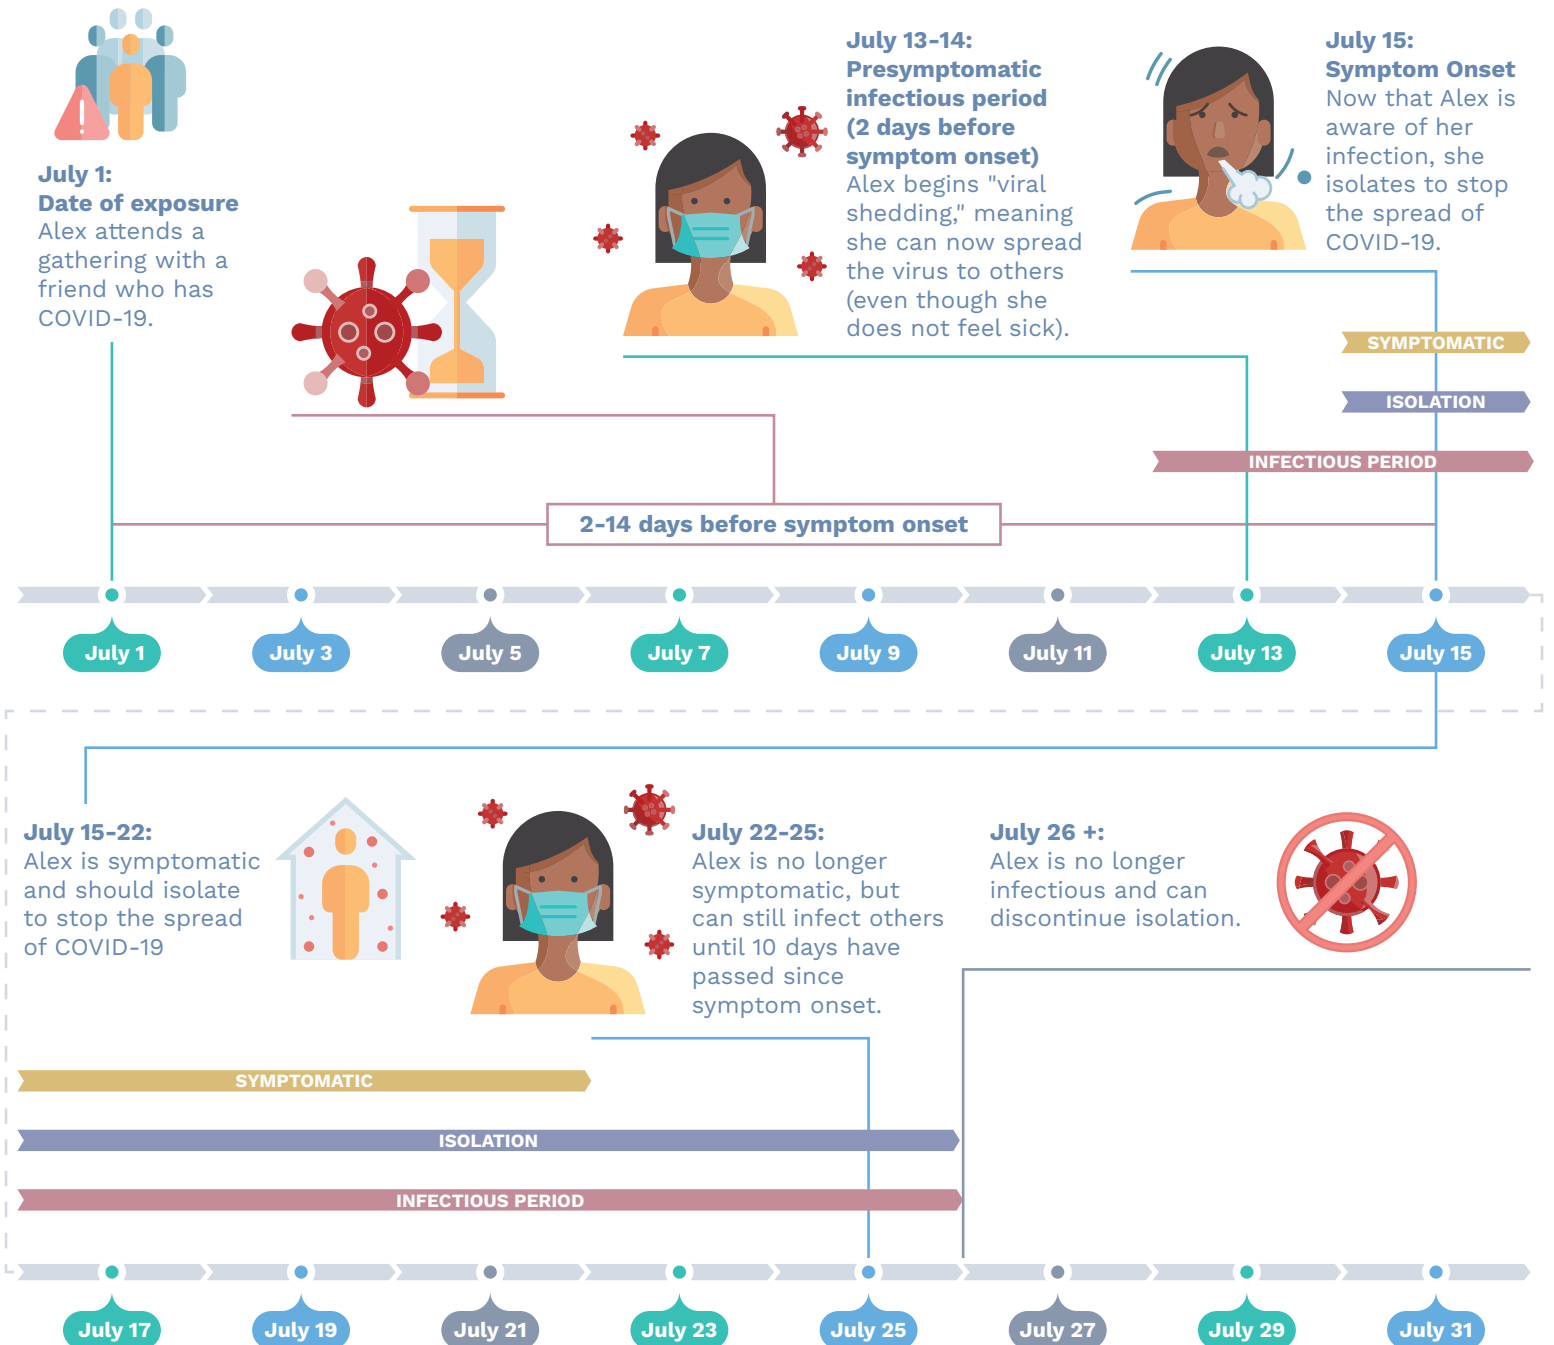 July 1:
Date of exposure
Alex attends a
gathering with a
friend who has
COVID-19.
July 13-14:
Presymptomatic
infectious period
(2 days before
symptom onset)
Alex begins "viral
shedding," meaning
she can now spread
the virus to others
(even though she
does not feel sick).
July 15:
Symptom Onset
Now that Alex is
aware of her
infection, she
isolates to stop
the spread of
COVID-19.
SYMPTOMATIC
ISOLATION
INFECTIOUS PERIOD
2-14 days before symptom onset
July 1
July 3
July 5
July 7
July 9
July 11
July 13
July 15
July 15-22:
Alex is symptomatic
and should isolate
to stop the spread
of COVID-19
July 22-25:
Alex is no longer
symptomatic, but
can still infect others
until 10 days have
passed since
symptom onset.
July 26 +:
Alex is no longer
infectious and can
discontinue isolation.
SYMPTOMATIC
ISOLATION
INFECTIOUS PERIOD
July 17
July 19
July 21
July 23
July 25
July 27
July 29
July 31